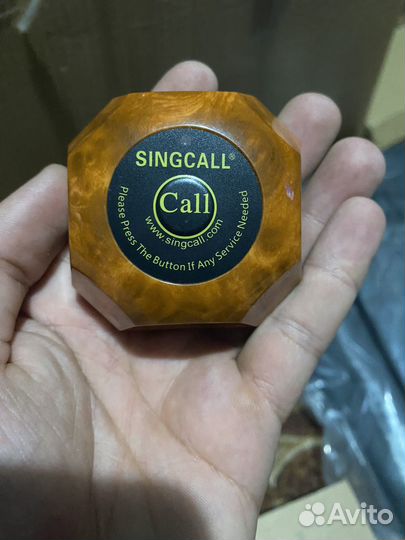 SINGCALL®
Call
www.singcall.com
Please Press The Button If Any Service Needed
Avito